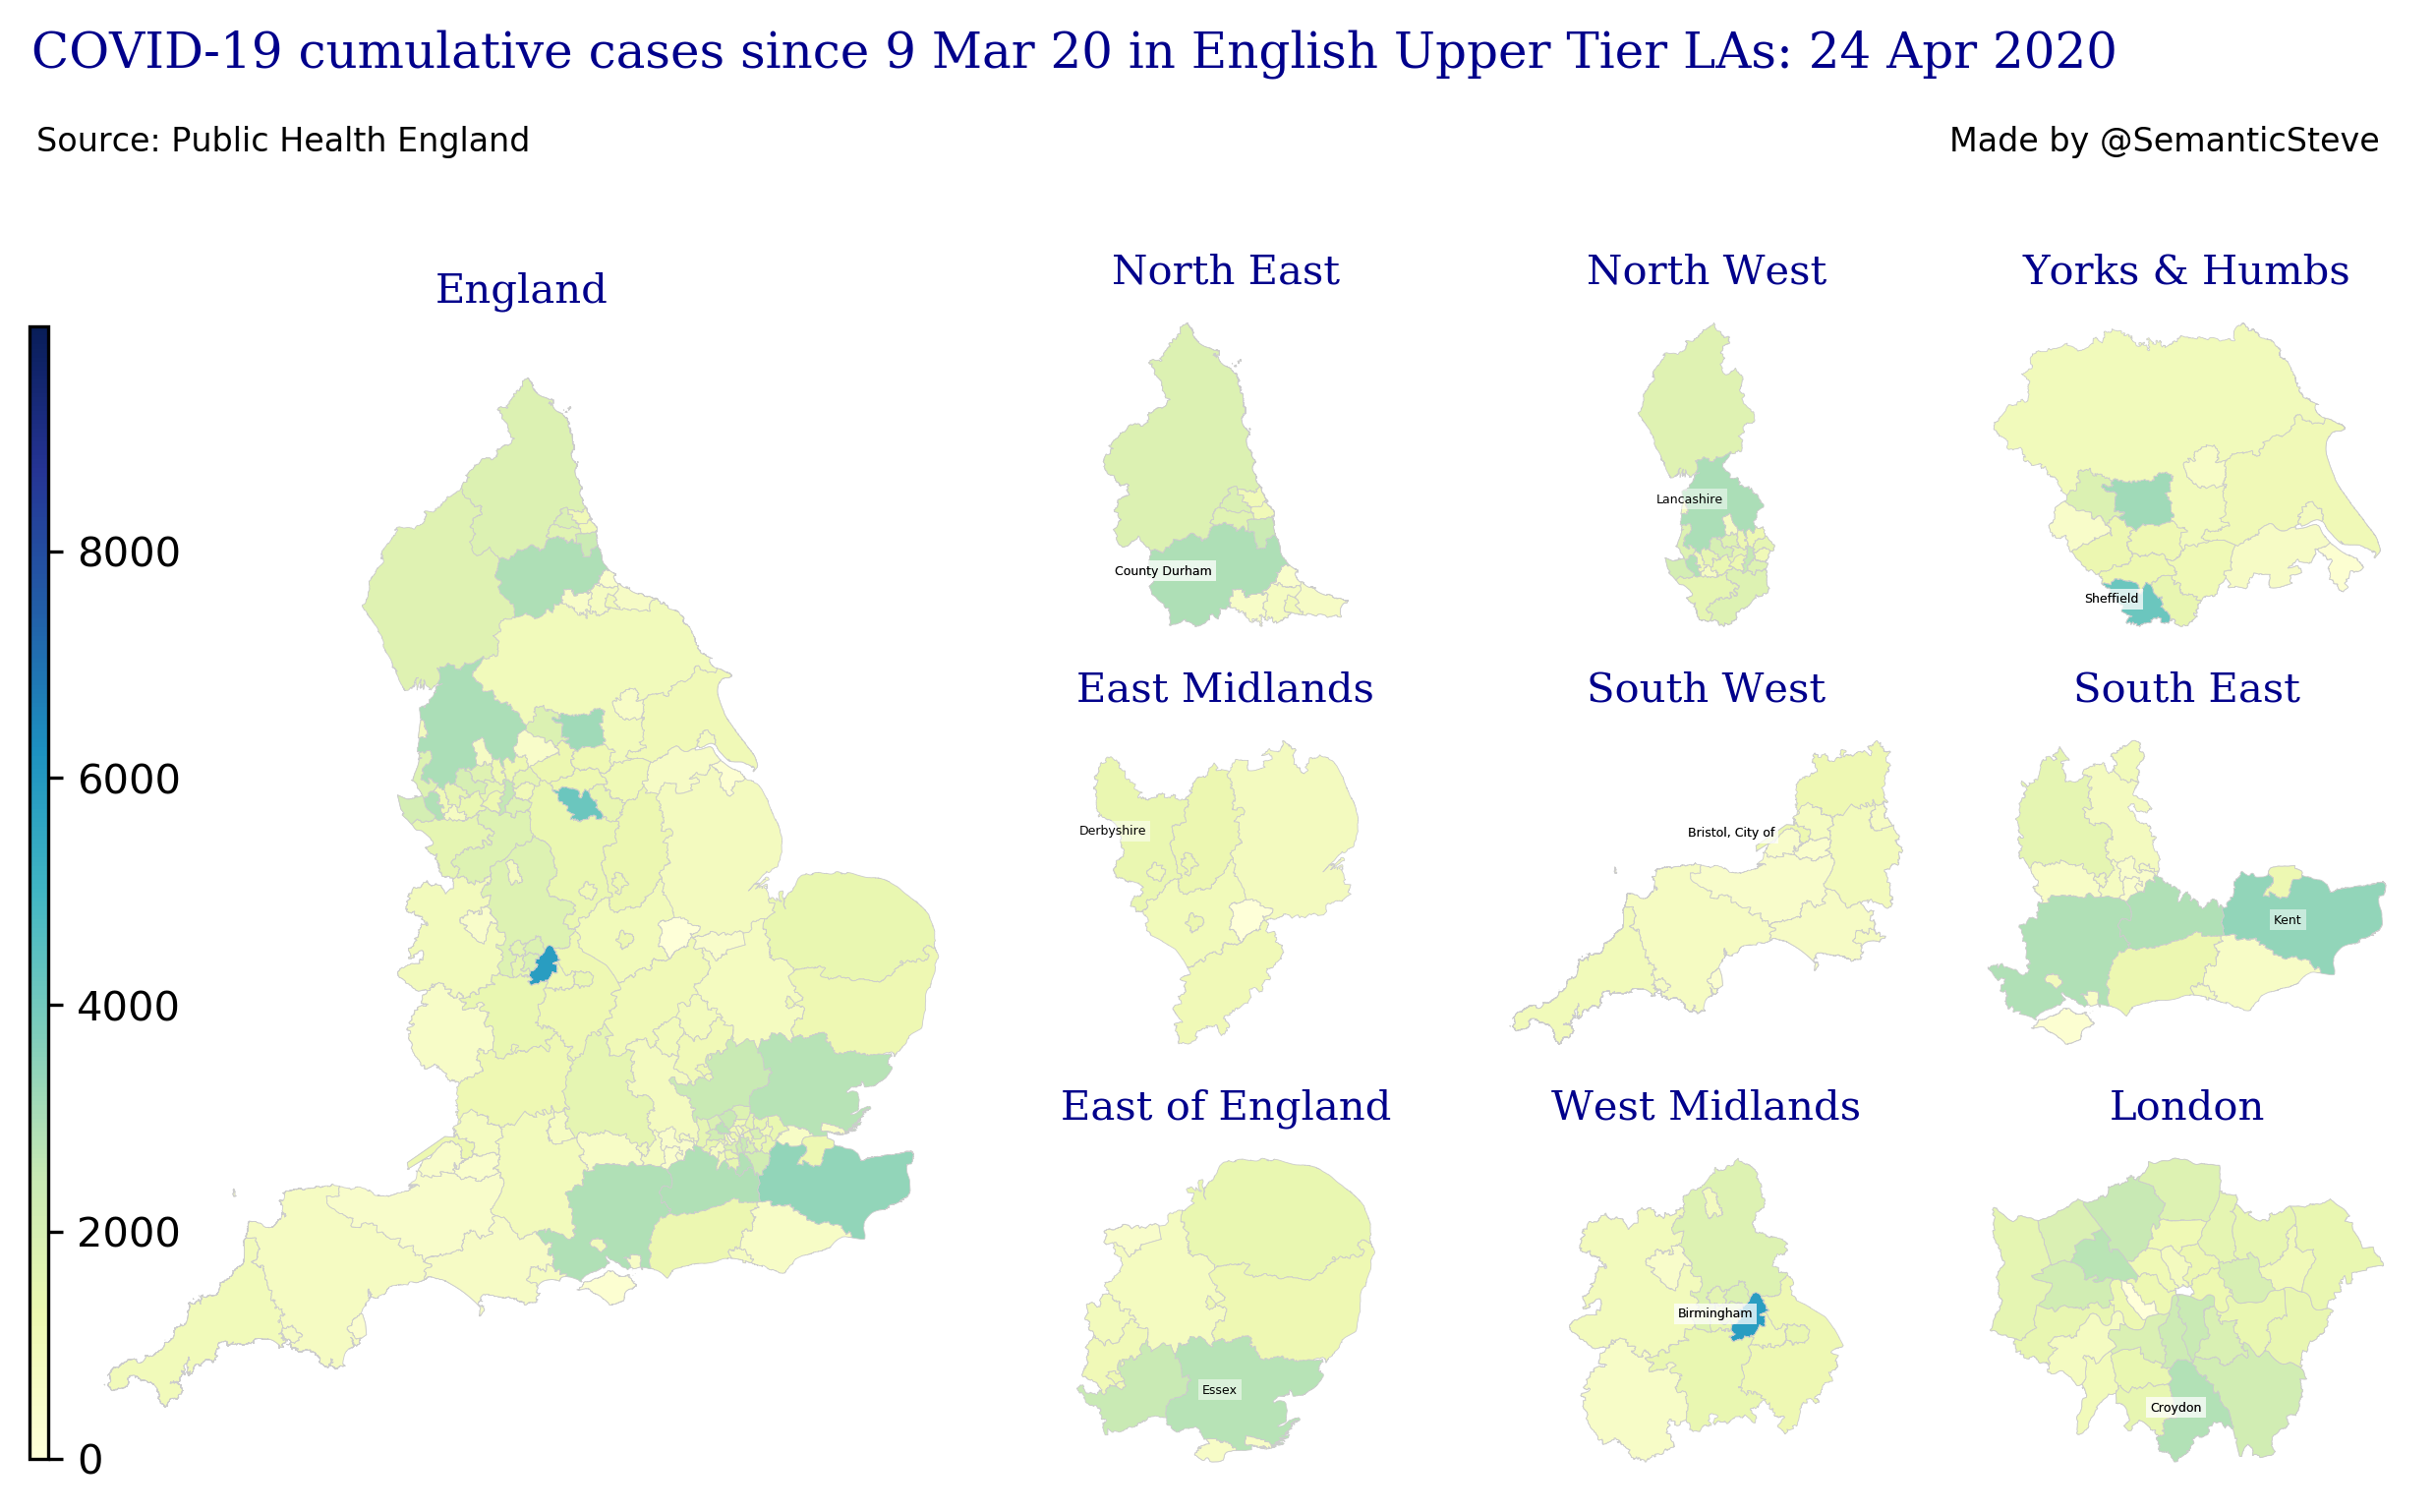 COVID-19 cumulative cases since 9 Mar 20 in English Upper Tier LAs: 24 Apr 2020
Source: Public Health England
Made by @SemanticSteve
England
8000
6000
4000
2000
0
North East
County Durham
North West
Lancashire
Yorks & Humbs
Sheffield
East Midlands
Derbyshire
South West
Bristol, City of
South East
Kent
East of England
Essex
West Midlands
Birmingham
London
Croydon